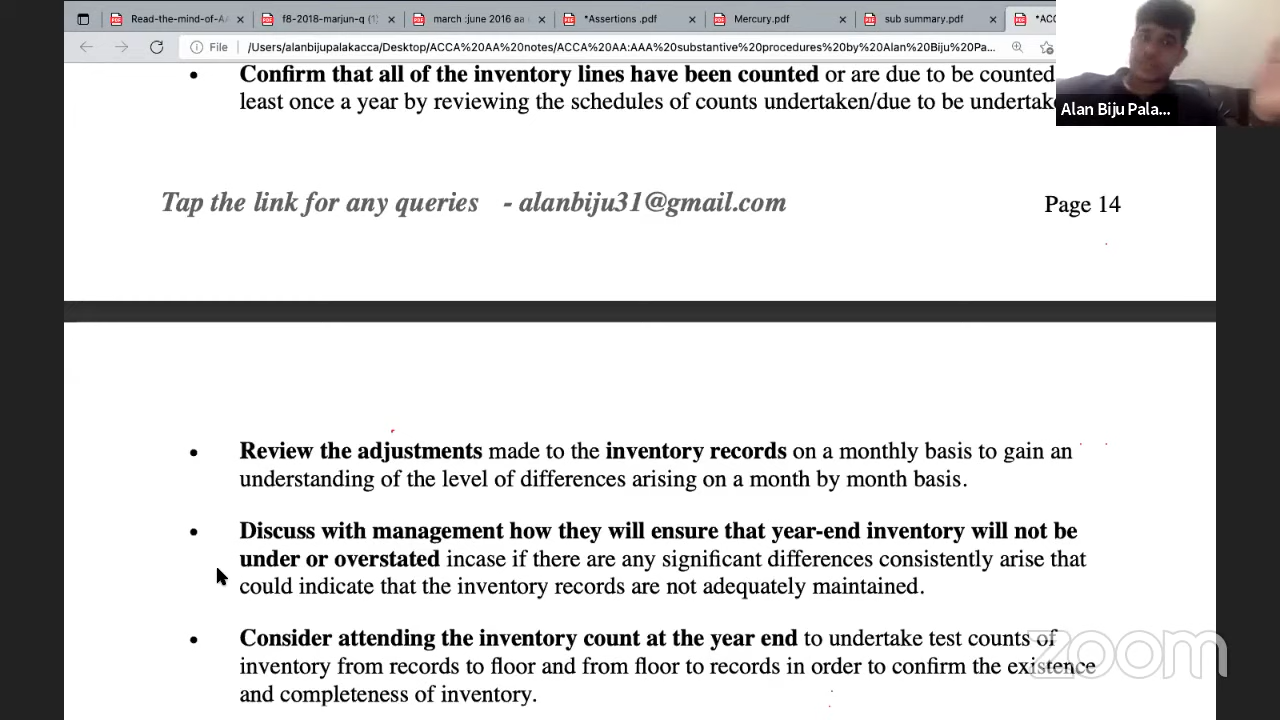 Read-the-mind-of-A
f8-2018-marjun-q (1)
march :june 2016 aa
*Assertions .pdf
Mercury.pdf
sub summary.pdf
*AC
File
/Users/alanbijupalakacca/Desktop/ACCA%20AA%20notes/ACCA%20AA:AAA%20substantive%20procedures%20by%20Alan%20Biju%20Pa...
Alan Biju Pala...
• Confirm that all of the inventory lines have been counted or are due to be counted
least once a year by reviewing the schedules of counts undertaken/due to be undertak
Tap the link for any queries - alanbiju31@gmail.com
Page 14
• Review the adjustments made to the inventory records on a monthly basis to gain an
understanding of the level of differences arising on a month by month basis.
• Discuss with management how they will ensure that year-end inventory will not be
under or overstated incase if there are any significant differences consistently arise that
could indicate that the inventory records are not adequately maintained.
• Consider attending the inventory count at the year end to undertake test counts of
inventory from records to floor and from floor to records in order to confirm the existence
and completeness of inventory.
zoom